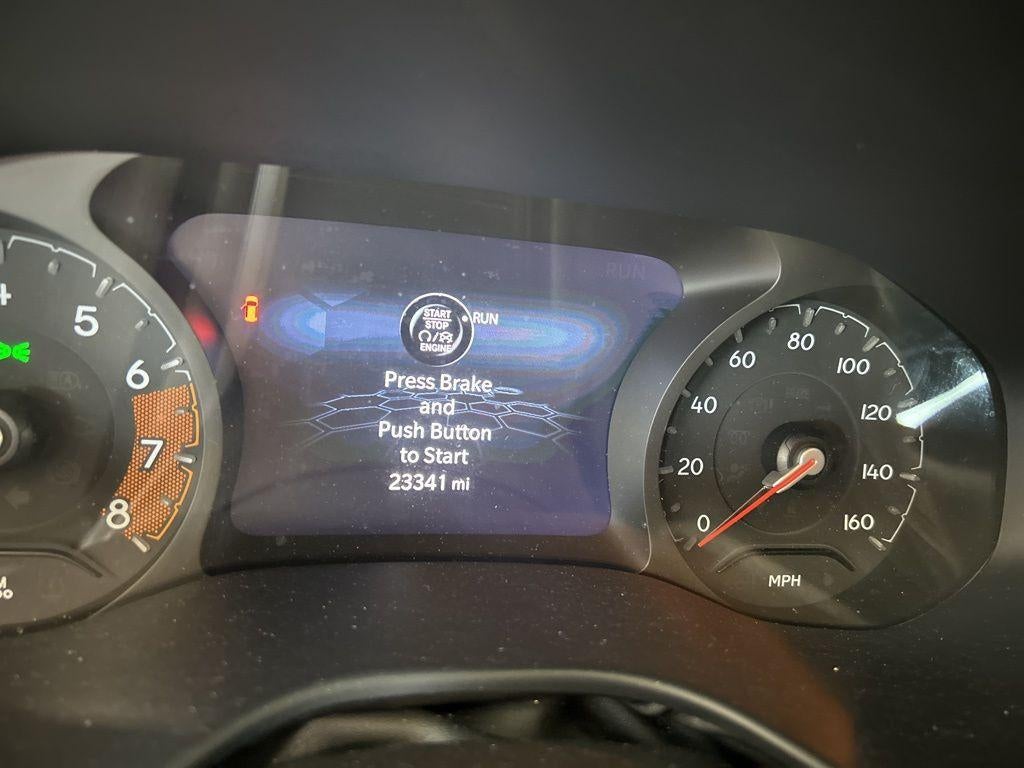 RUN
START
STOP
ENGINE
RUN
Press Brake
and
Push Button
to Start
23341 mi
4
5
6
7
8
0
20
40
60
80
100
120
140
160
MPH